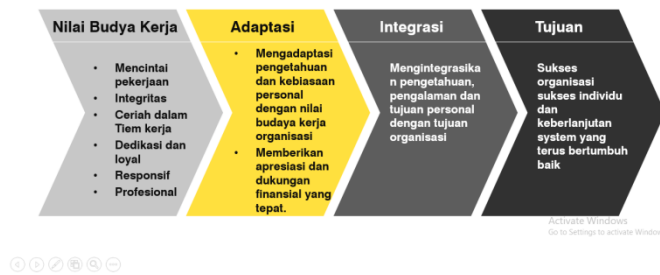 Nilai Budya Kerja
• Mencintai
pekerjaan
• Integritas
• Ceriah dalam
Tiem kerja
• Dedikasi dan
loyal
• Responsif
• Profesional
Adaptasi
• Mengadaptasi
pengetahuan
dan kebiasaan
personal
dengan nilai
budaya kerja
organisasi
• Memberikan
apresiasi dan
dukungan
finansial yang
tepat.
Integrasi
Mengintegrasika
n pengetahuan,
pengalaman dan
tujuan personal
dengan tujuan
organisasi
Tujuan
Sukses
organisasi
sukses individu
dan
keberlanjutan
system yang
terus bertumbuh
baik
Activate Windows
Go to Settings to activate Window